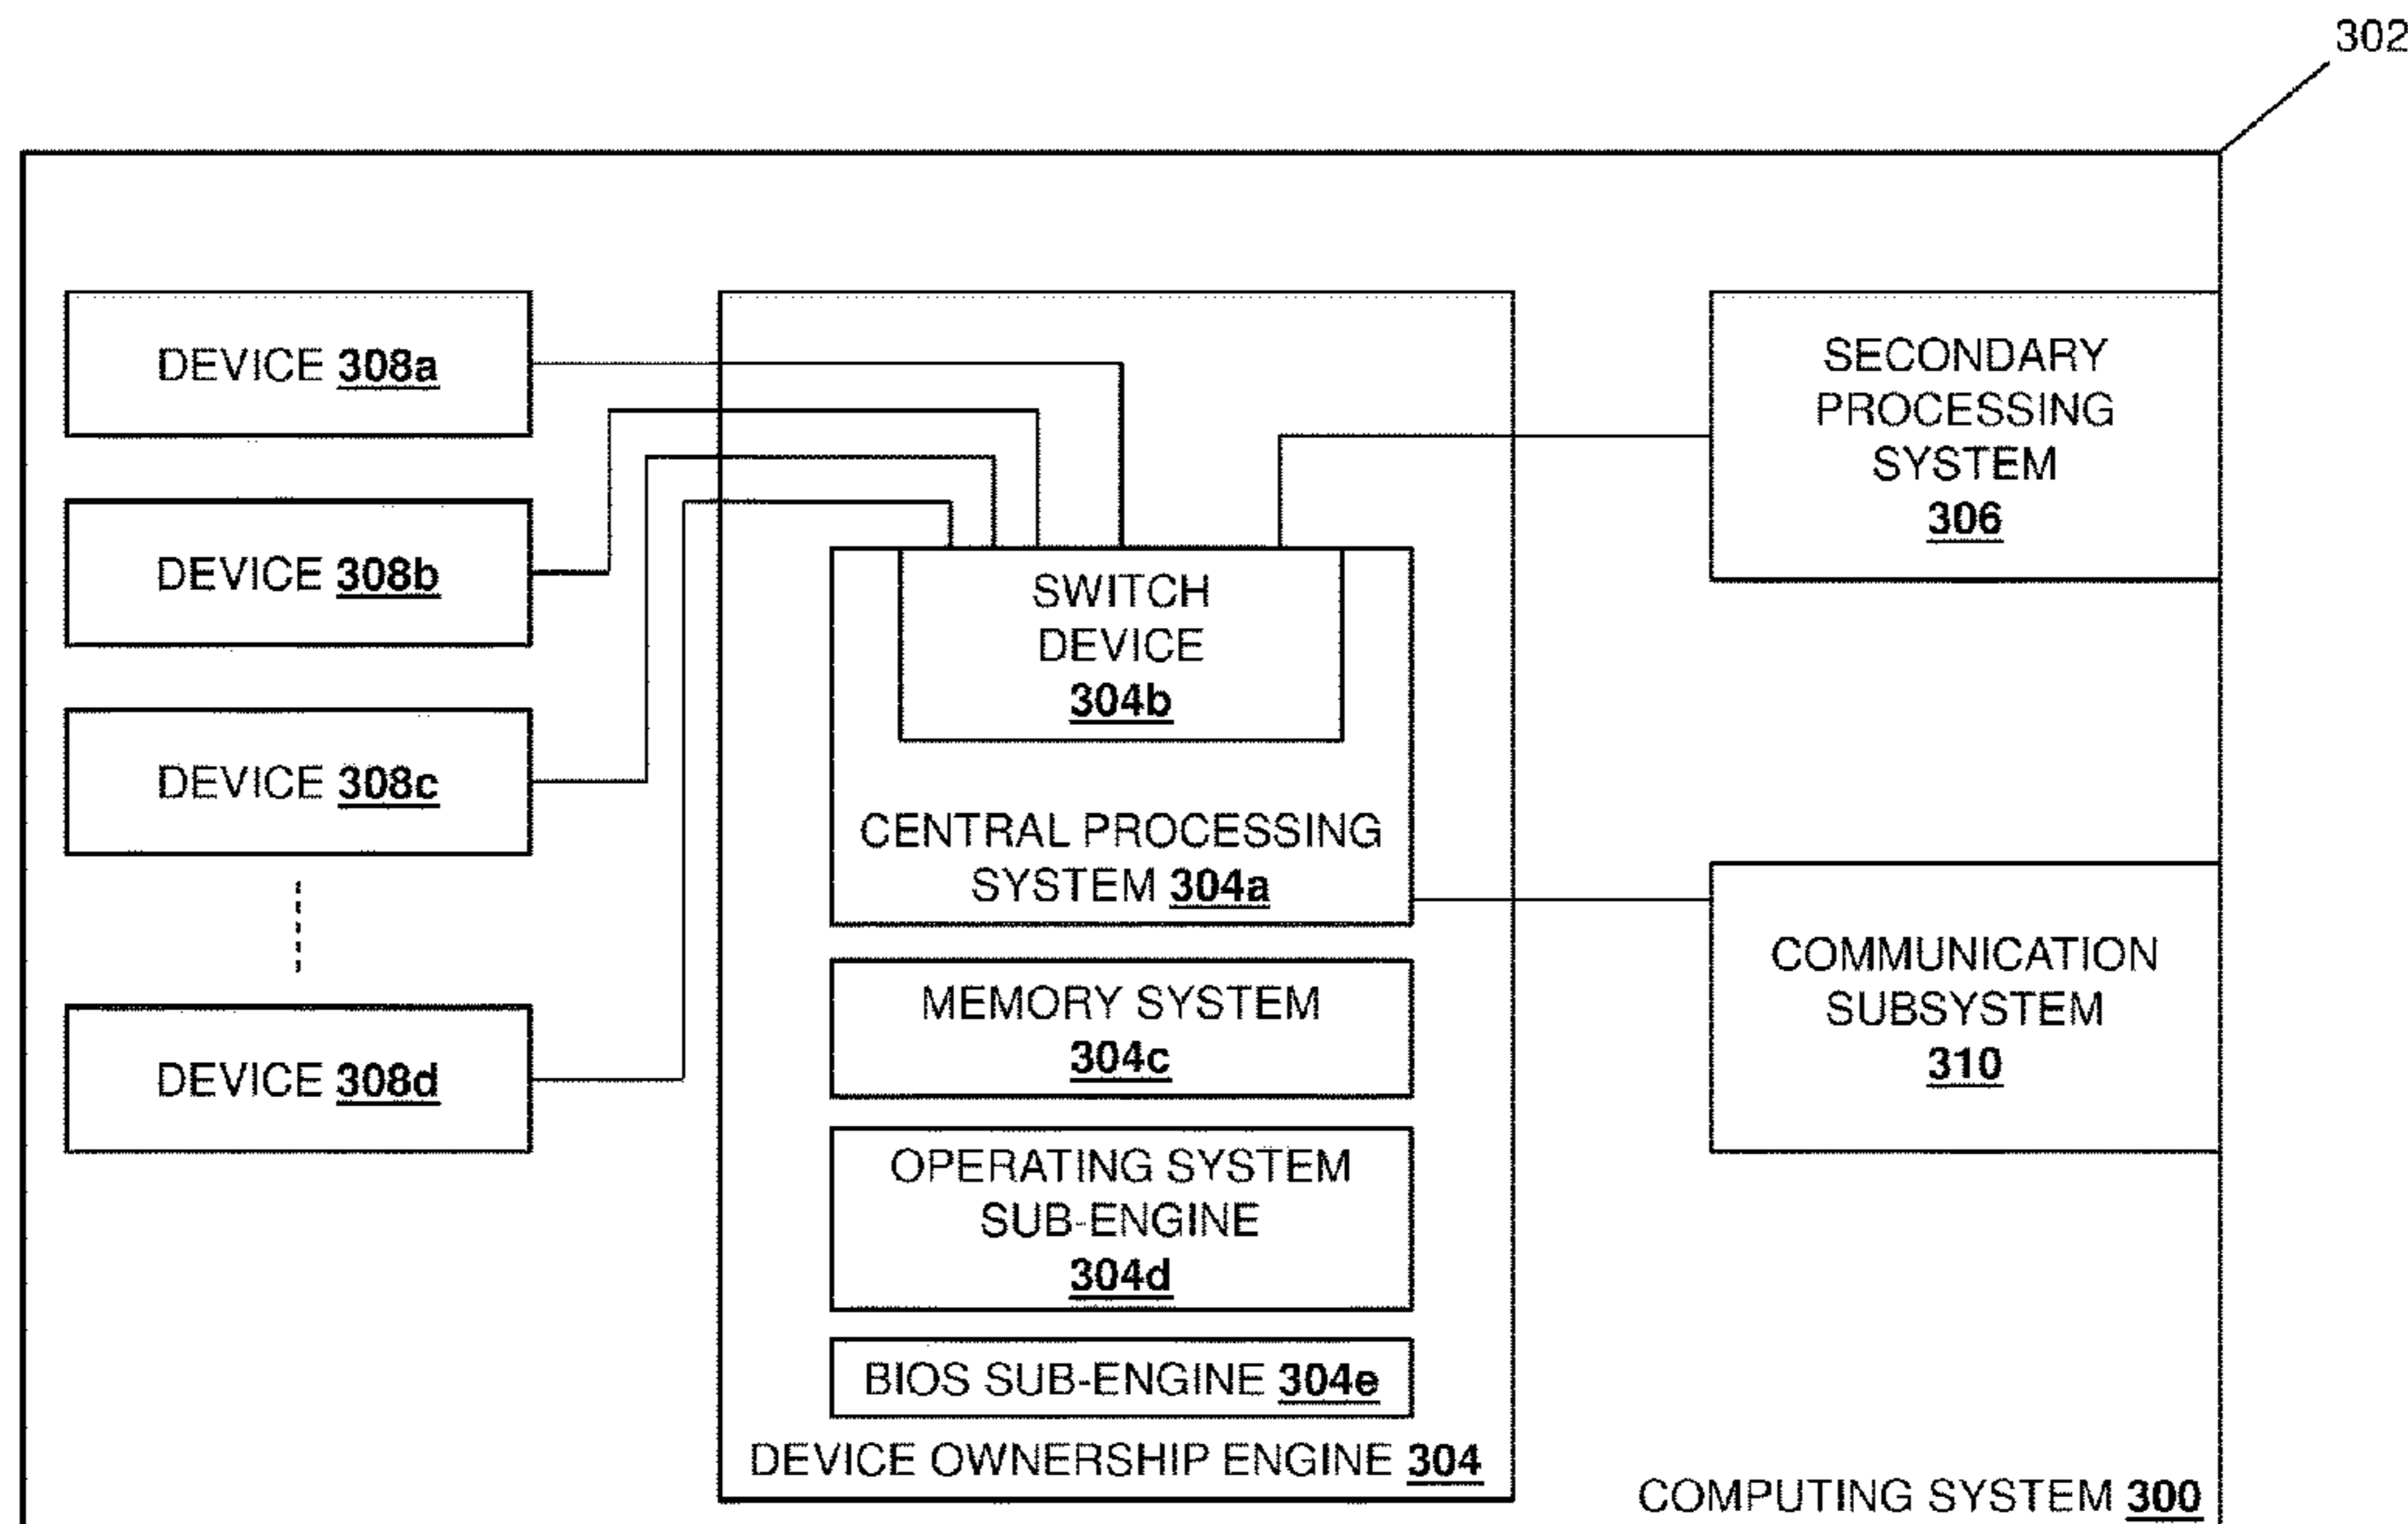 302
DEVICE 308a
DEVICE 308b
DEVICE 308c
DEVICE 308d
SWITCH
DEVICE
304b
CENTRAL PROCESSING
SYSTEM 304a
MEMORY SYSTEM
304c
OPERATING SYSTEM
SUB-ENGINE
304d
BIOS SUB-ENGINE 304e
DEVICE OWNERSHIP ENGINE 304
SECONDARY
PROCESSING
SYSTEM
306
COMMUNICATION
SUBSYSTEM
310
COMPUTING SYSTEM 300